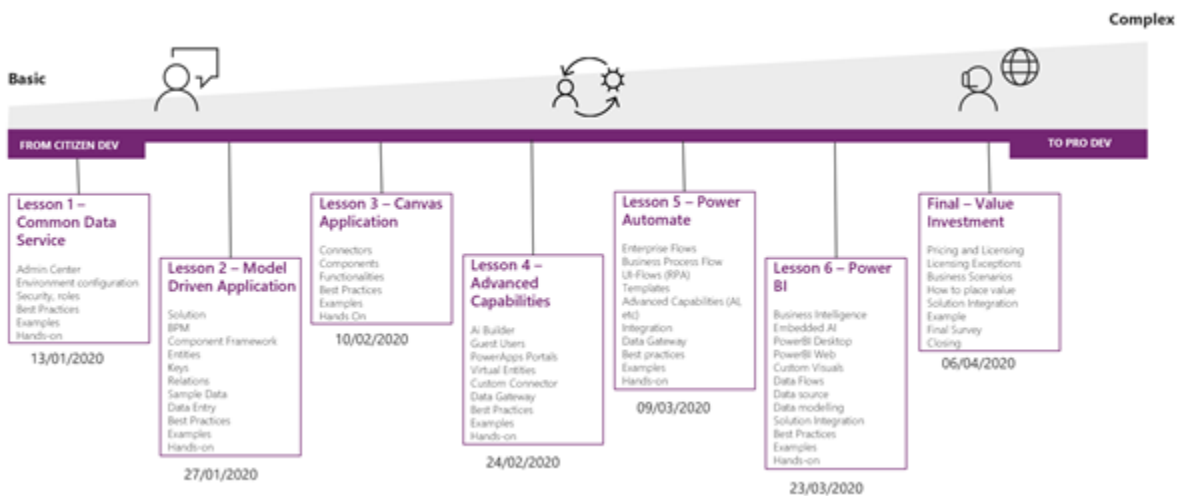 Complex
Basic
FROM CITIZEN DEV
TO PRO DEV
Lesson 1 –
Common Data
Service
Admin Center
Environment configuration
Security, roles
Best Practices
Examples
Hands-on
13/01/2020
Lesson 2 – Model
Driven Application
Solution
BPM
Component Framework
Entities
Keys
Relations
Sample Data
Data Entry
Best Practices
Examples
Hands-on
27/01/2020
Lesson 3 – Canvas
Application
Connectors
Components
Functionalities
Best Practices
Examples
Hands On
10/02/2020
Lesson 4 –
Advanced
Capabilities
Ai Builder
Guest Users
PowerApps Portals
Virtual Entities
Custom Connector
Data Gateway
Best Practices
Examples
Hands-on
24/02/2020
Lesson 5 – Power
Automate
Enterprise Flows
Business Process Flow
UI-Flows (RPA)
Templates
Advanced Capabilities (AI,
etc)
Integration
Data Gateway
Best practices
Examples
Hands-on
09/03/2020
Lesson 6 – Power
BI
Business Intelligence
Embedded AI
PowerBI Desktop
PowerBI Web
Custom Visuals
Data Flows
Data source
Data modelling
Solution Integration
Best Practices
Examples
Hands-on
23/03/2020
Final – Value
Investment
Pricing and Licensing
Licensing Exceptions
Business Scenarios
How to place value
Solution Integration
Example
Final Survey
Closing
06/04/2020